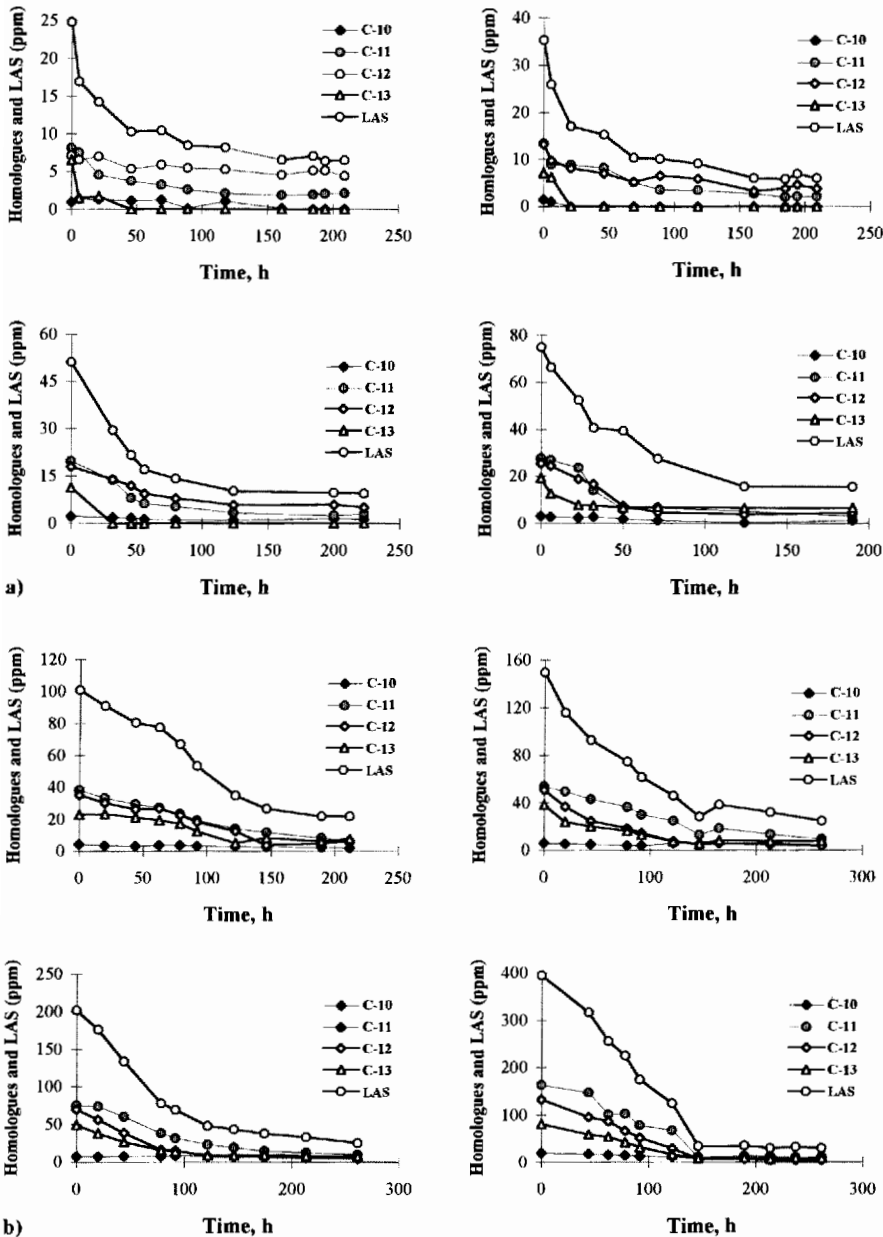 Homologues and LAS (ppm)
25
20
15
10
5
0
0 50 100 150 200 250
Time, h
C-10
C-11
C-12
C-13
LAS
Homologues and LAS (ppm)
40
30
20
10
0
0 50 100 150 200 250
Time, h
C-10
C-11
C-12
C-13
LAS
Homologues and LAS (ppm)
60
45
30
15
0
0 50 100 150 200 250
Time, h
C-10
C-11
C-12
C-13
LAS
a)
Homologues and LAS (ppm)
80
60
40
20
0
0 50 100 150 200
Time, h
C-10
C-11
C-12
C-13
LAS
Homologues and LAS (ppm)
120
100
80
60
40
20
0
0 50 100 150 200 250
Time, h
C-10
C-11
C-12
C-13
LAS
Homologues and LAS (ppm)
160
120
80
40
0
0 100 200 300
Time, h
C-10
C-11
C-12
C-13
LAS
Homologues and LAS (ppm)
250
200
150
100
50
0
0 100 200 300
Time, h
C-10
C-11
C-12
C-13
LAS
b)
Homologues and LAS (ppm)
400
300
200
100
0
0 100 200 300
Time, h
C-10
C-11
C-12
C-13
LAS